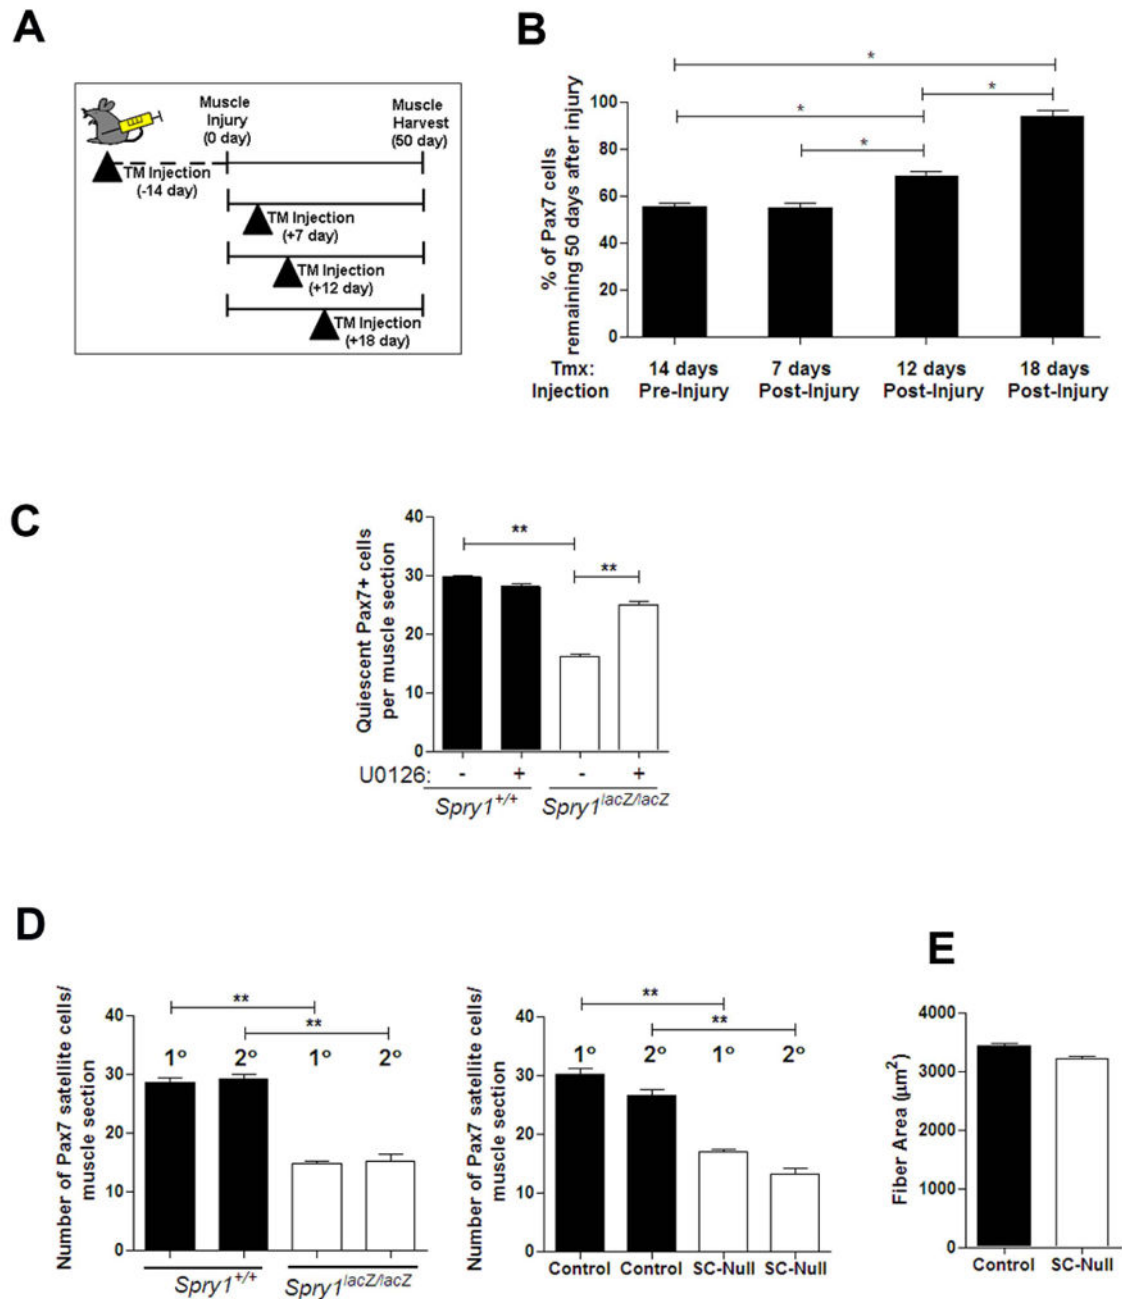 A
Muscle
Injury
(0 day)
Muscle
Harvest
(50 day)
TM Injection
(-14 day)
TM Injection
(+7 day)
TM Injection
(+12 day)
TM Injection
(+18 day)
B
% of Pax7 cells
remaining 50 days after injury
100
80
60
40
20
0
*
*
*
*
Tmx:
Injection
14 days
Pre-Injury
7 days
Post-Injury
12 days
Post-Injury
18 days
Post-Injury
C
Quiescent Pax7+ cells
per muscle section
40
30
20
10
0
**
**
U0126: - + - +
Spry1+/+ Spry1lacZ/lacZ
D
Number of Pax7 satellite cells/
muscle section
40
30
20
10
0
**
**
1° 2° 1° 2°
Spry1+/+ Spry1lacZ/lacZ
Number of Pax7 satellite cells/
muscle section
40
30
20
10
0
**
**
1° 2° 1° 2°
Control Control SC-Null SC-Null
E
Fiber Area (µm²)
4000
3000
2000
1000
0
Control SC-Null